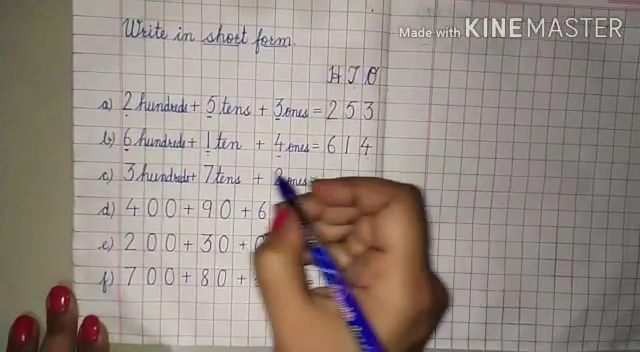 Made with KINEMASTER
Write in short form.
H T O
a) 2 hundreds + 5 tens + 3 ones = 2 5 3
b) 6 hundreds + 1 ten + 4 ones = 6 1 4
c) 3 hundreds + 7 tens + ones =
d) 4 0 0 + 9 0 + 6
e) 2 0 0 + 3 0 +
f) 7 0 0 + 8 0 +